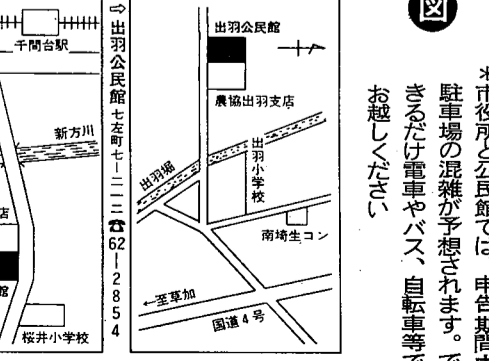 図
*市役所と公民館では、申告期間中
駐車場の混雑が予想されます。で
きるだけ電車やバス、自転車等で
お越しください
出羽公民館
農協出羽支店
出羽小学校
出羽堀
南埼生コン
←至草加
国道4号
⇨出羽公民館 七左町七ー二一二☎62ー2854
千間台駅
新方川
店
館
桜井小学校